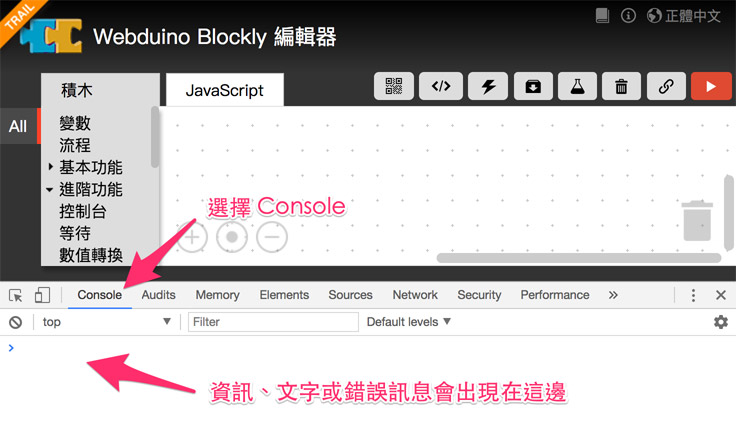 TRAIL
Webduino Blockly 編輯器
正體中文
積木
JavaScript
All
變數
流程
基本功能
進階功能
控制台
等待
數值轉換
選擇 Console
Console Audits Memory Elements Sources Network Security Performance »
top Filter Default levels
資訊、文字或錯誤訊息會出現在這邊